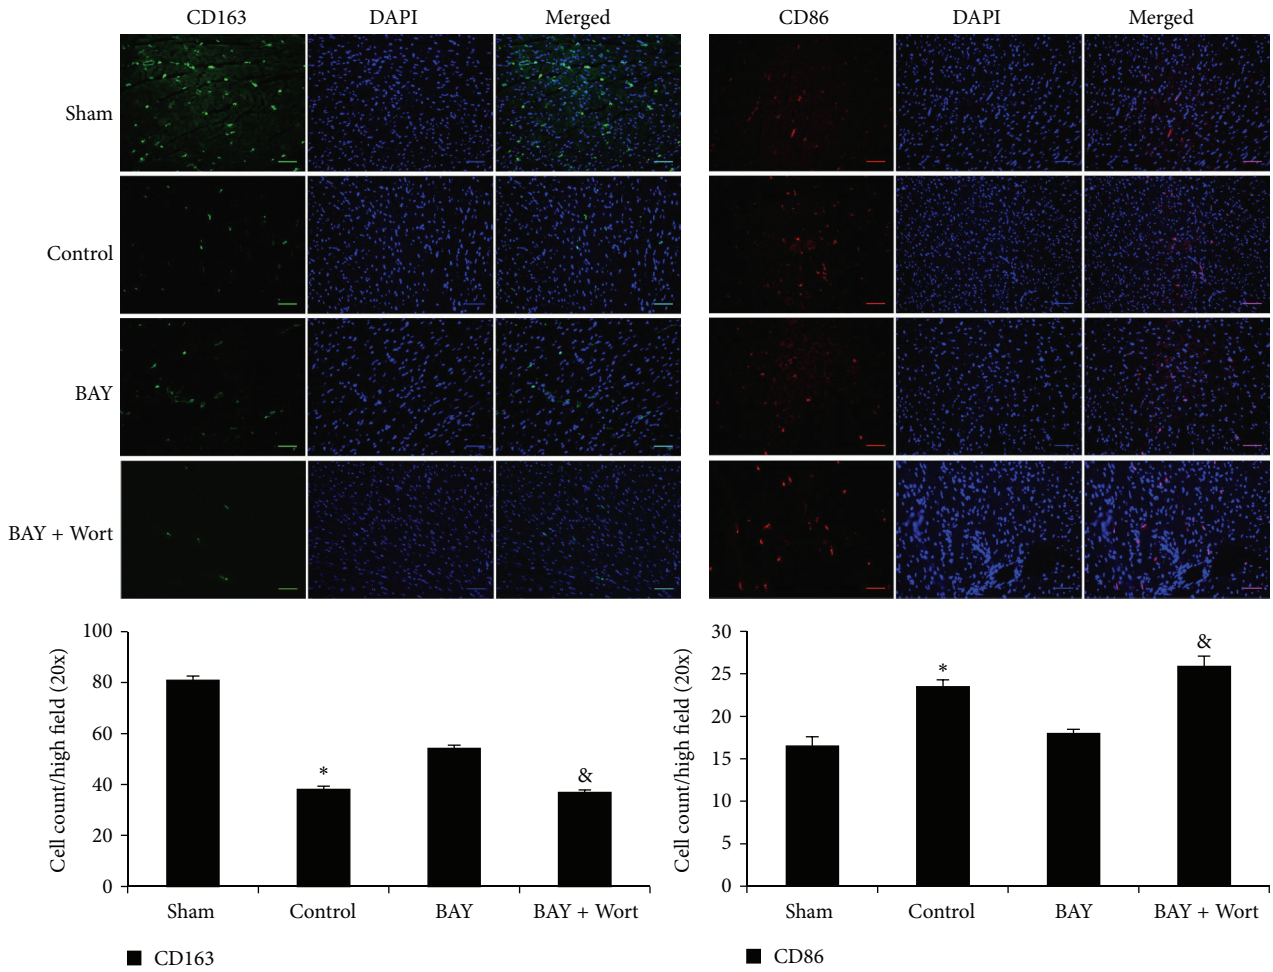 CD163 DAPI Merged CD86 DAPI Merged
Sham
Control
BAY
BAY + Wort
Cell count/high field (20x)
100
80
60
40
20
0
*
&
Sham Control BAY BAY + Wort
CD163
Cell count/high field (20x)
30
25
20
15
10
5
0
*
&
Sham Control BAY BAY + Wort
CD86